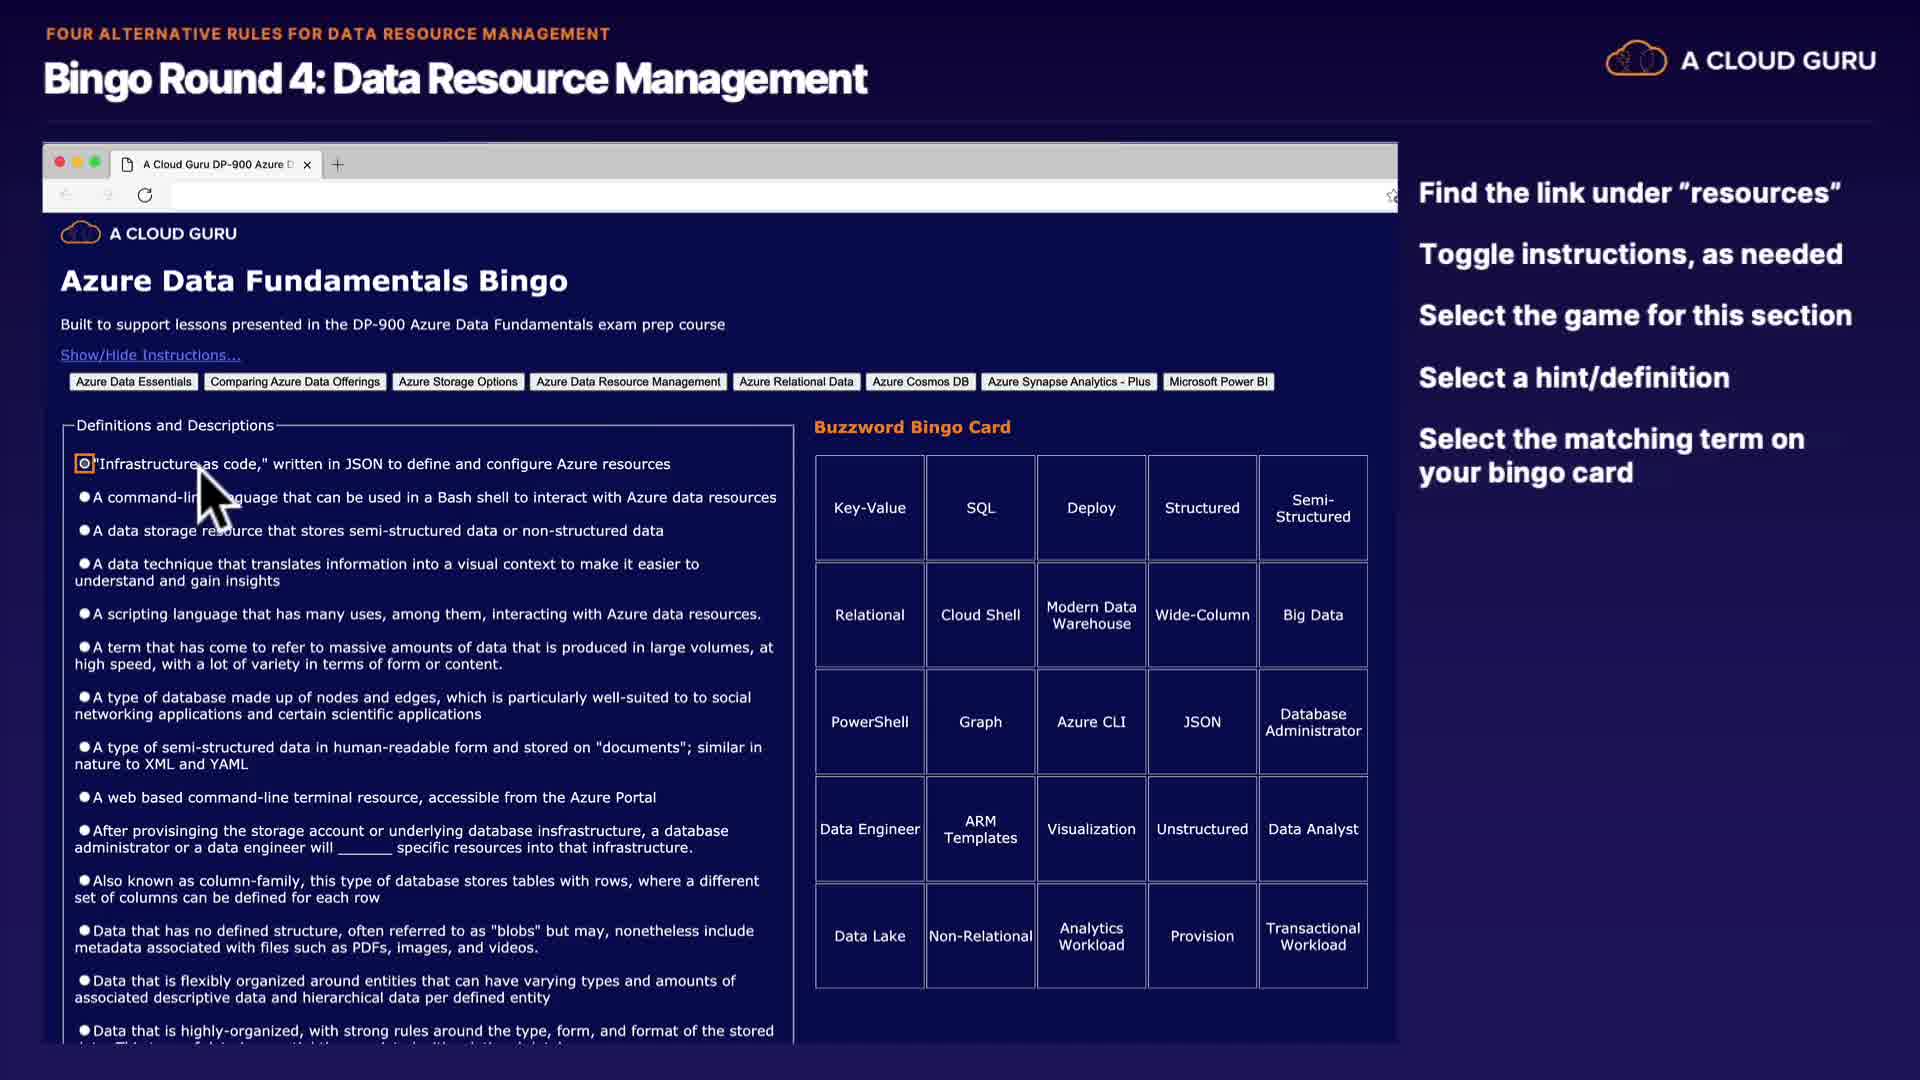 FOUR ALTERNATIVE RULES FOR DATA RESOURCE MANAGEMENT
Bingo Round 4: Data Resource Management
A CLOUD GURU
A Cloud Guru DP-900 Azure D
A CLOUD GURU
Azure Data Fundamentals Bingo
Built to support lessons presented in the DP-900 Azure Data Fundamentals exam prep course
Show/Hide Instructions...
Azure Data Essentials
Comparing Azure Data Offerings
Azure Storage Options
Azure Data Resource Management
Azure Relational Data
Azure Cosmos DB
Azure Synapse Analytics - Plus
Microsoft Power BI
Definitions and Descriptions
"Infrastructure as code," written in JSON to define and configure Azure resources
A command-line language that can be used in a Bash shell to interact with Azure data resources
A data storage resource that stores semi-structured data or non-structured data
A data technique that translates information into a visual context to make it easier to
understand and gain insights
A scripting language that has many uses, among them, interacting with Azure data resources.
A term that has come to refer to massive amounts of data that is produced in large volumes, at
high speed, with a lot of variety in terms of form or content.
A type of database made up of nodes and edges, which is particularly well-suited to to social
networking applications and certain scientific applications
A type of semi-structured data in human-readable form and stored on "documents"; similar in
nature to XML and YAML
A web based command-line terminal resource, accessible from the Azure Portal
After provisinging the storage account or underlying database insfrastructure, a database
administrator or a data engineer will _______ specific resources into that infrastructure.
Also known as column-family, this type of database stores tables with rows, where a different
set of columns can be defined for each row
Data that has no defined structure, often referred to as "blobs" but may, nonetheless include
metadata associated with files such as PDFs, images, and videos.
Data that is flexibly organized around entities that can have varying types and amounts of
associated descriptive data and hierarchical data per defined entity
Data that is highly-organized, with strong rules around the type, form, and format of the stored
Buzzword Bingo Card
Key-Value
SQL
Deploy
Structured
Semi-
Structured
Relational
Cloud Shell
Modern Data
Warehouse
Wide-Column
Big Data
PowerShell
Graph
Azure CLI
JSON
Database
Administrator
Data Engineer
ARM
Templates
Visualization
Unstructured
Data Analyst
Data Lake
Non-Relational
Analytics
Workload
Provision
Transactional
Workload
Find the link under "resources"
Toggle instructions, as needed
Select the game for this section
Select a hint/definition
Select the matching term on
your bingo card